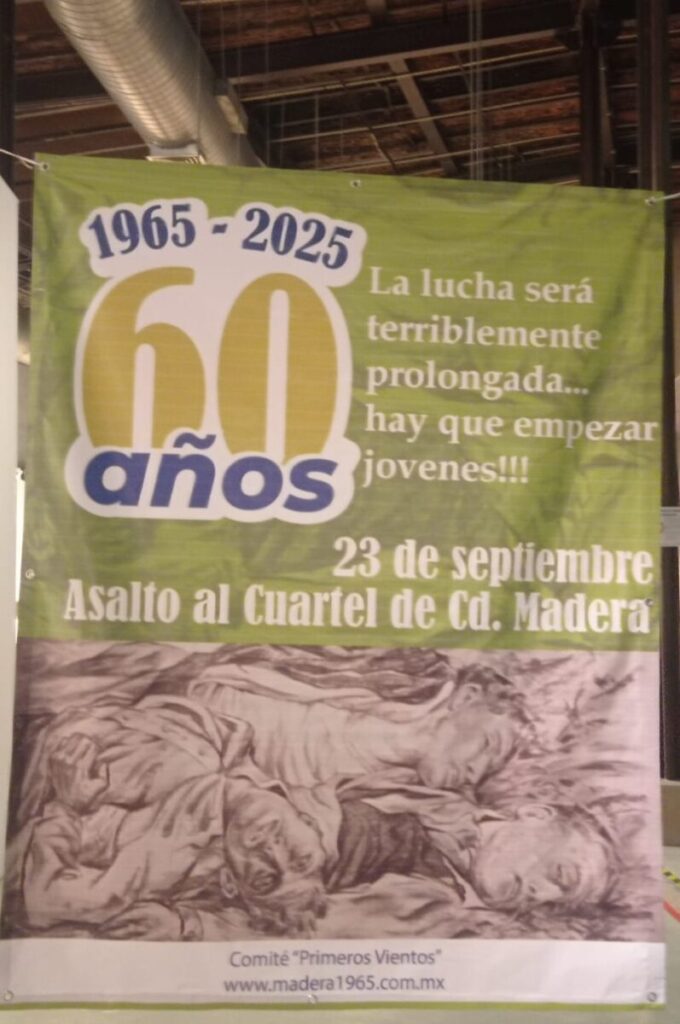 1965 - 2025
60
años
La lucha será
terriblemente
prolongada...
hay que empezar
jovenes!!!
23 de septiembre
Asalto al Cuartel de Cd. Madera
Comité "Primeros Vientos"
www.madera1965.com.mx